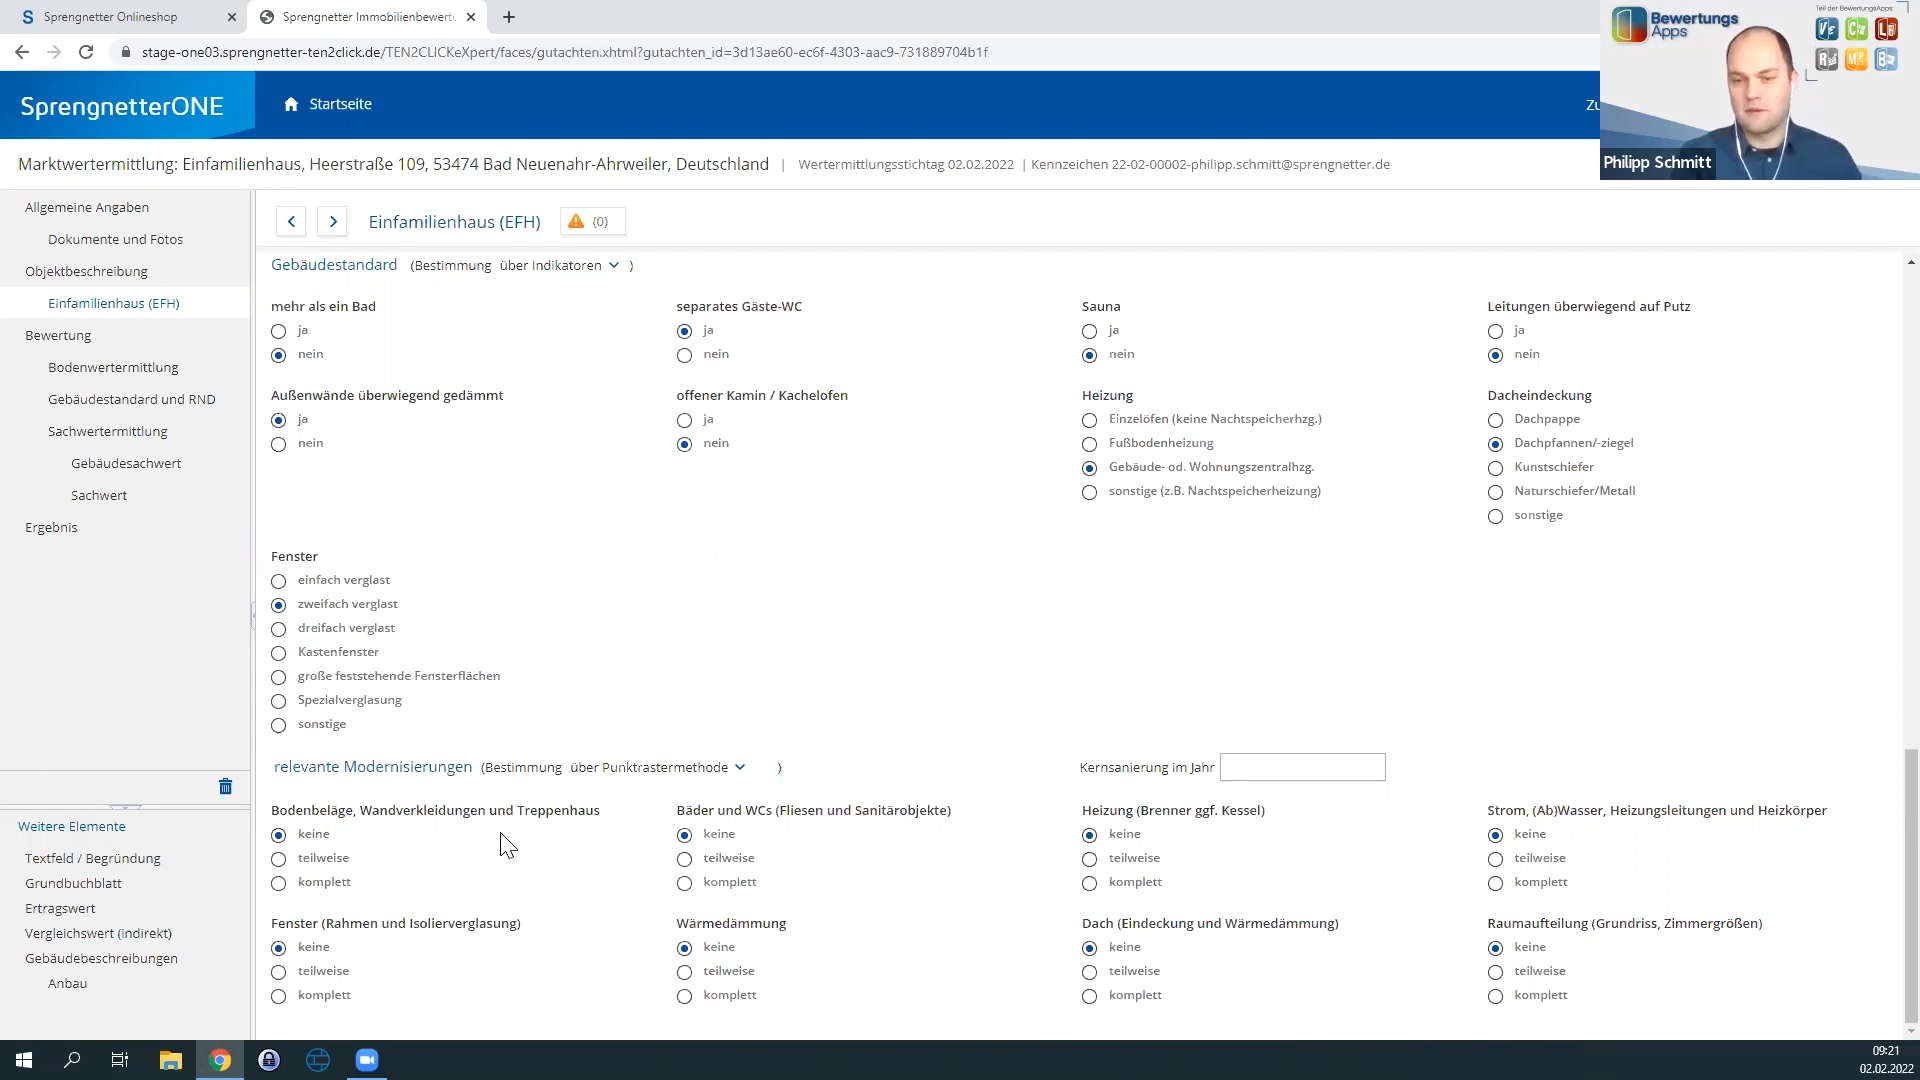 Sprengnetter Onlineshop
Sprengnetter Immobilienbewertu
stage-one03.sprengnetter-ten2click.de/TEN2CLICKeXpert/faces/gutachten.xhtml?gutachten_id=3d13ae60-ec6f-4303-aac9-731889704b1f
Teil der BewertungsApps:
Bewertungs
Apps
Philipp Schmitt
SprengnetterONE
Startseite
Zu
Marktwertermittlung: Einfamilienhaus, Heerstraße 109, 53474 Bad Neuenahr-Ahrweiler, Deutschland | Wertermittlungsstichtag 02.02.2022 | Kennzeichen 22-02-00002-philipp.schmitt@sprengnetter.de
Allgemeine Angaben
Dokumente und Fotos
Objektbeschreibung
Einfamilienhaus (EFH)
Bewertung
Bodenwertermittlung
Gebäudestandard und RND
Sachwertermittlung
Gebäudesachwert
Sachwert
Ergebnis
Weitere Elemente
Textfeld / Begründung
Grundbuchblatt
Ertragswert
Vergleichswert (indirekt)
Gebäudebeschreibungen
Anbau
Einfamilienhaus (EFH) (0)
Gebäudestandard (Bestimmung über Indikatoren )
mehr als ein Bad
ja
nein
separates Gäste-WC
ja
nein
Sauna
ja
nein
Leitungen überwiegend auf Putz
ja
nein
Außenwände überwiegend gedämmt
ja
nein
offener Kamin / Kachelofen
ja
nein
Heizung
Einzelöfen (keine Nachtspeicherhzg.)
Fußbodenheizung
Gebäude- od. Wohnungszentralhzg.
sonstige (z.B. Nachtspeicherheizung)
Dacheindeckung
Dachpappe
Dachpfannen/-ziegel
Kunstschiefer
Naturschiefer/Metall
sonstige
Fenster
einfach verglast
zweifach verglast
dreifach verglast
Kastenfenster
große feststehende Fensterflächen
Spezialverglasung
sonstige
relevante Modernisierungen (Bestimmung über Punktrastermethode )
Kernsanierung im Jahr
Bodenbeläge, Wandverkleidungen und Treppenhaus
keine
teilweise
komplett
Bäder und WCs (Fliesen und Sanitärobjekte)
keine
teilweise
komplett
Heizung (Brenner ggf. Kessel)
keine
teilweise
komplett
Strom, (Ab)Wasser, Heizungsleitungen und Heizkörper
keine
teilweise
komplett
Fenster (Rahmen und Isolierverglasung)
keine
teilweise
komplett
Wärmedämmung
keine
teilweise
komplett
Dach (Eindeckung und Wärmedämmung)
keine
teilweise
komplett
Raumaufteilung (Grundriss, Zimmergrößen)
keine
teilweise
komplett
09:21
02.02.2022